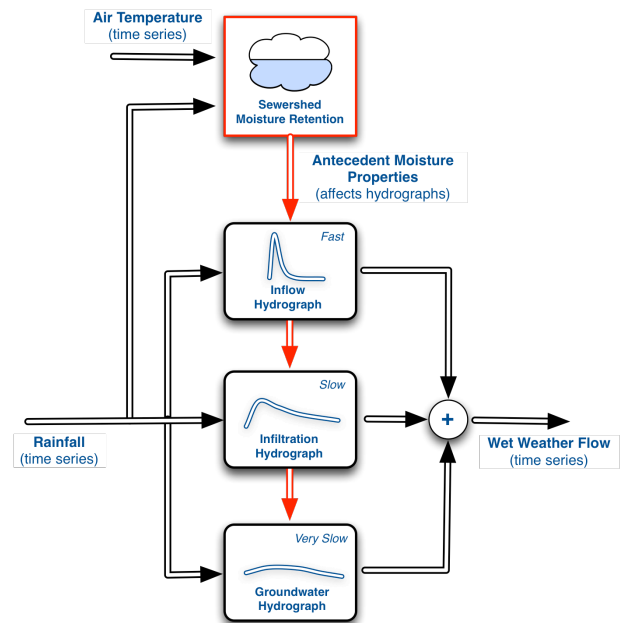 Air Temperature
(time series)
Sewershed
Moisture Retention
Antecedent Moisture
Properties
(affects hydrographs)
Fast
Inflow
Hydrograph
Slow
Infiltration
Hydrograph
Rainfall
(time series)
+
Wet Weather Flow
(time series)
Very Slow
Groundwater
Hydrograph